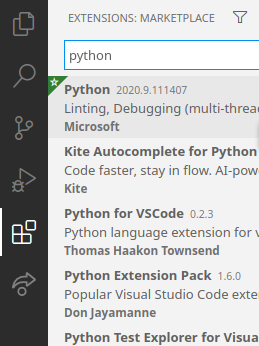 EXTENSIONS: MARKETPLACE
python
Python 2020.9.111407
Linting, Debugging (multi-threa
Microsoft
Kite Autocomplete for Python
Code faster, stay in flow. AI-pow
Kite
Python for VSCode 0.2.3
Python language extension for v
Thomas Haakon Townsend
Python Extension Pack 1.6.0
Popular Visual Studio Code exte
Don Jayamanne
Python Test Explorer for Visua